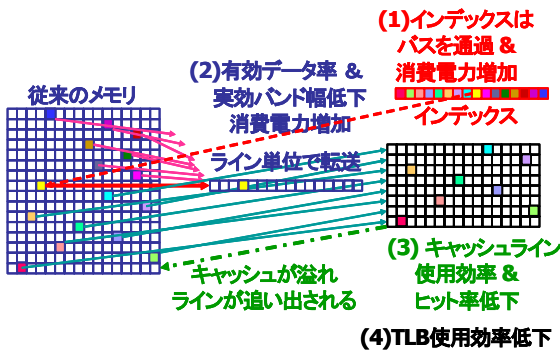 (1)インデックスは
バスを通過 &
消費電力増加
(2)有効データ率 &
実効バンド幅低下
消費電力増加
従来のメモリ
インデックス
ライン単位で転送
(3) キャッシュライン
使用効率 &
ヒット率低下
キャッシュが溢れ
ラインが追い出される
(4)TLB使用効率低下